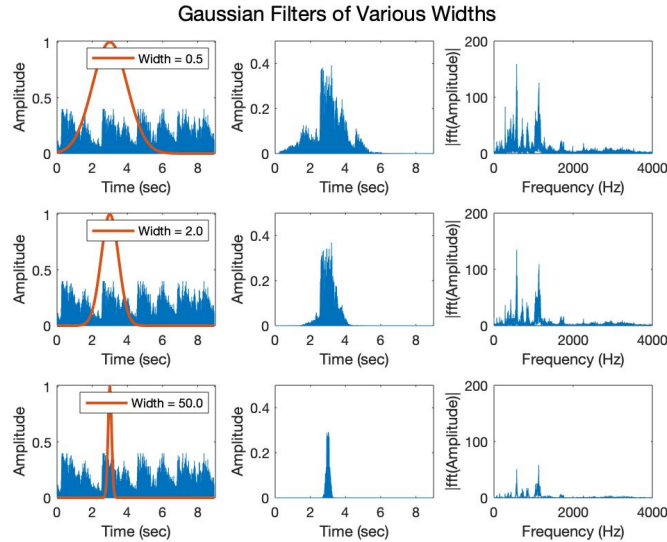 Gaussian Filters of Various Widths
Amplitude
1
0.5
0
Width = 0.5
0 2 4 6 8
Time (sec)
Amplitude
0.4
0.2
0
0 2 4 6 8
Time (sec)
|fft(Amplitude)|
200
100
0
0 2000 4000
Frequency (Hz)
Amplitude
1
0.5
0
Width = 2.0
0 2 4 6 8
Time (sec)
Amplitude
0.4
0.2
0
0 2 4 6 8
Time (sec)
|fft(Amplitude)|
200
100
0
0 2000 4000
Frequency (Hz)
Amplitude
1
0.5
0
Width = 50.0
0 2 4 6 8
Time (sec)
Amplitude
0.4
0.2
0
0 2 4 6 8
Time (sec)
|fft(Amplitude)|
200
100
0
0 2000 4000
Frequency (Hz)